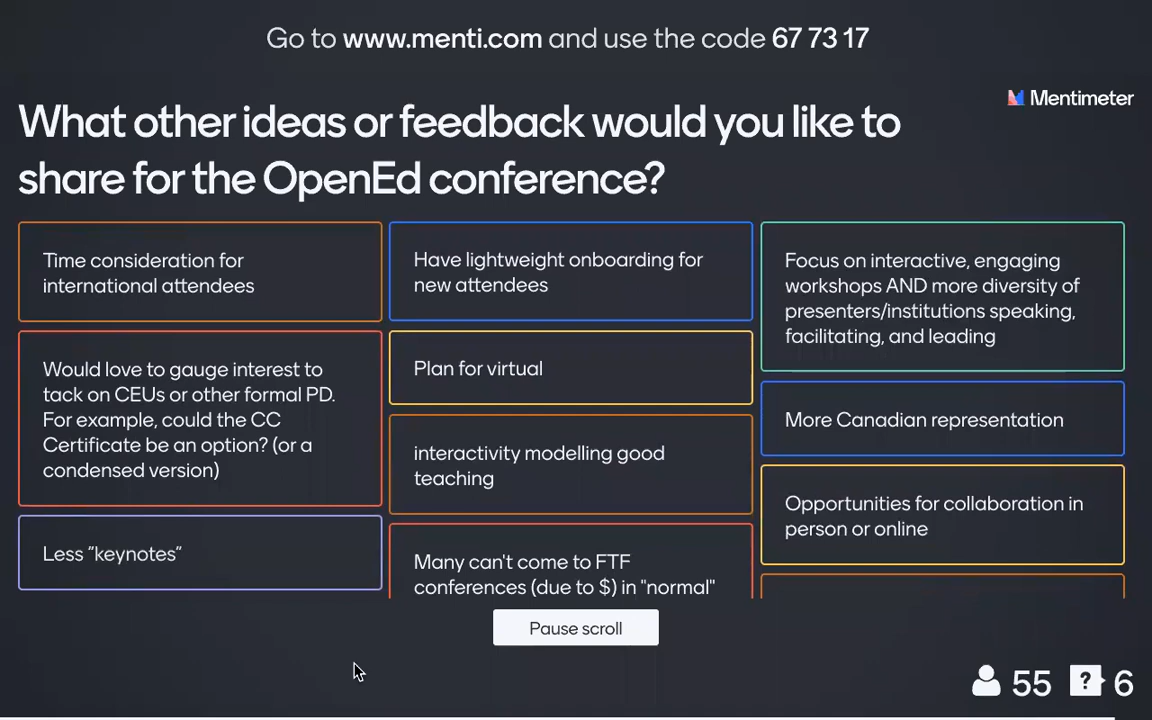 Go to www.menti.com and use the code 67 73 17
Mentimeter
What other ideas or feedback would you like to
share for the OpenEd conference?
Time consideration for
international attendees
Would love to gauge interest to
tack on CEUs or other formal PD.
For example, could the CC
Certificate be an option? (or a
condensed version)
Less "keynotes"
Have lightweight onboarding for
new attendees
Plan for virtual
interactivity modelling good
teaching
Many can't come to FTF
conferences (due to $) in "normal"
Focus on interactive, engaging
workshops AND more diversity of
presenters/institutions speaking,
facilitating, and leading
More Canadian representation
Opportunities for collaboration in
person or online
Pause scroll
55
? 6